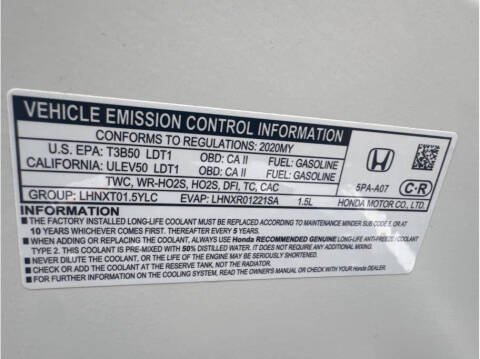 VEHICLE EMISSION CONTROL INFORMATION
CONFORMS TO REGULATIONS: 2020MY
U.S. EPA: T3B50 LDT1 OBD: CA II FUEL: GASOLINE
CALIFORNIA: ULEV50 LDT1 OBD: CA II FUEL: GASOLINE
TWC, WR-HO2S, HO2S, DFI, TC, CAC
GROUP: LHNXT01.5YLC EVAP: LHNXR01221SA 1.5L
5PA-A07
C-R
HONDA MOTOR CO., LTD.
INFORMATION
■ THE FACTORY INSTALLED LONG-LIFE COOLANT MUST BE REPLACED ACCORDING TO MAINTENANCE MINDER SUB 5, OR AT
10 YEARS WHICHEVER COMES FIRST. THEREAFTER EVERY 5 YEARS.
■ WHEN ADDING OR REPLACING COOLANT, ALWAYS USE Honda RECOMMENDED GENUINE LONG-LIFE ANTI-FREEZE / COOLANT
TYPE 2. THIS COOLANT IS PRE-MIXED WITH 50% DISTILLED WATER, IT DOES NOT REQUIRE ANY ADDITIONAL MIXING.
■ NEVER DILUTE THE COOLANT, OR THE LIFE OF THE ENGINE MAY BE SERIOUSLY SHORTENED.
■ CHECK AND ADD THE COOLANT AT THE RESERVE TANK, NOT THE RADIATOR.
■ FOR FURTHER INFORMATION ON THE COOLING SYSTEM, READ THE OWNER'S MANUAL OR HAVE IT CHECKED AT YOUR Honda DEALER.